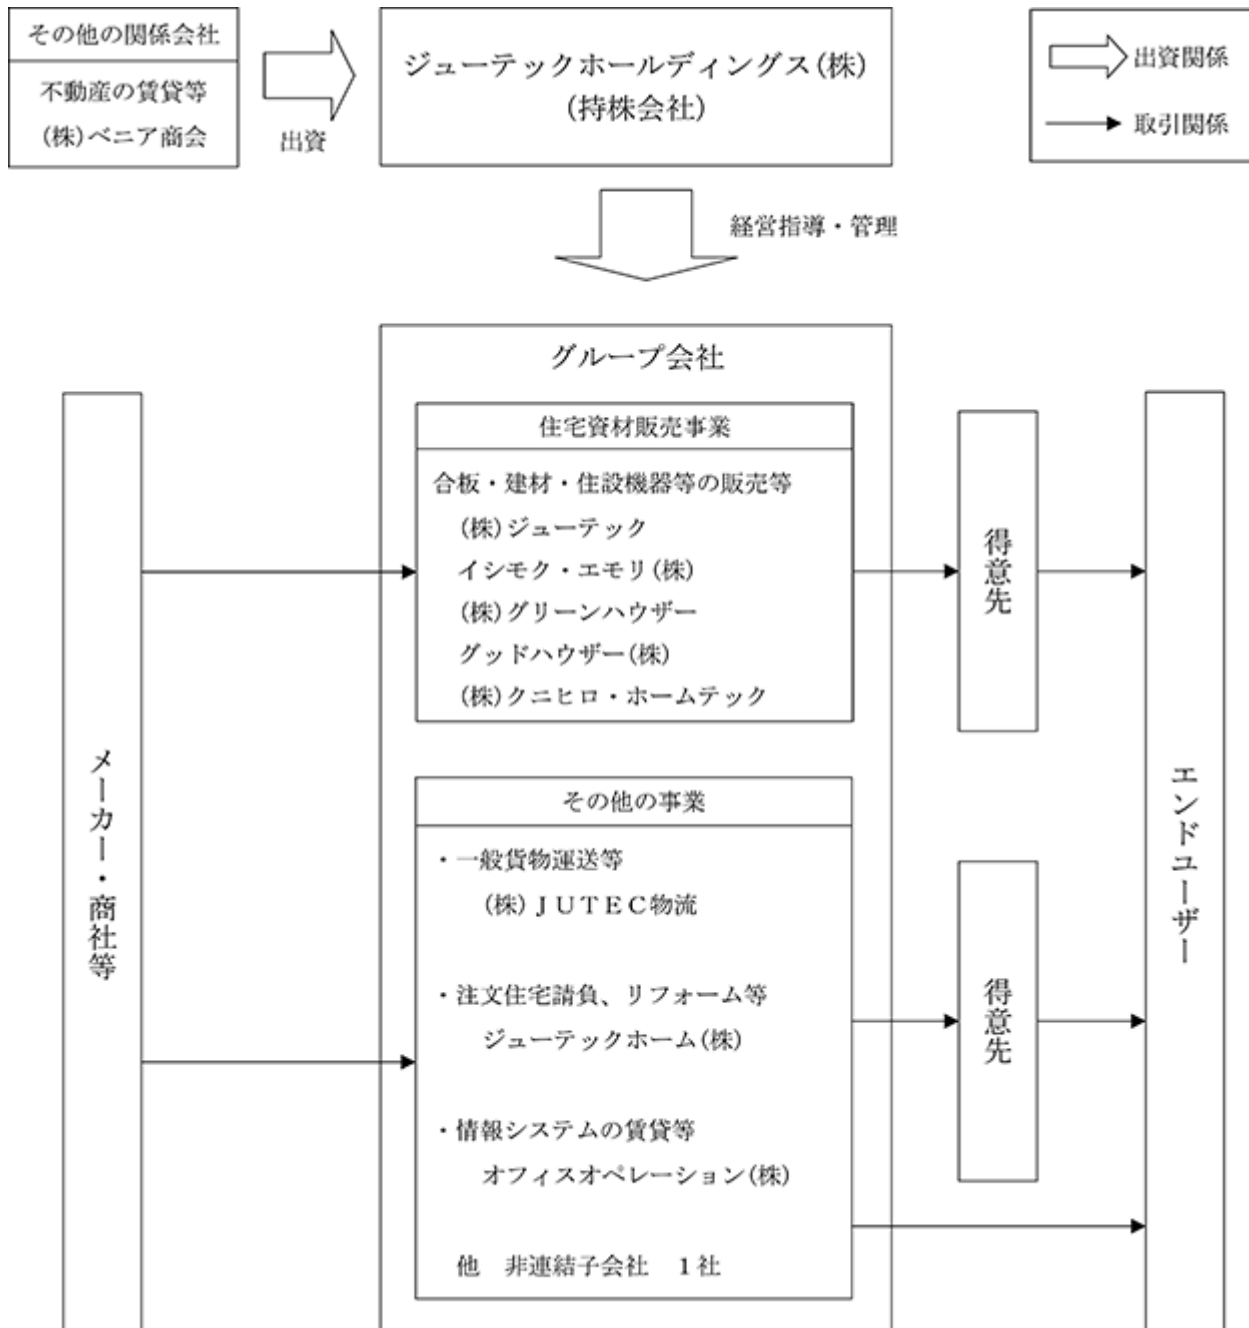 その他の関係会社
不動産の賃貸等
(株)ベニア商会
出資
ジューテックホールディングス(株)
(持株会社)
出資関係
取引関係
経営指導・管理
グループ会社
メーカー・商社等
住宅資材販売事業
合板・建材・住設機器等の販売等
(株)ジューテック
イシモク・エモリ(株)
(株)グリーンハウザー
グッドハウザー(株)
(株)クニヒロ・ホームテック
得意先
エンドユーザー
その他の事業
・一般貨物運送等
(株)ＪＵＴＥＣ物流
・注文住宅請負、リフォーム等
ジューテックホーム(株)
・情報システムの賃貸等
オフィスオペレーション(株)
他　非連結子会社　１社
得意先